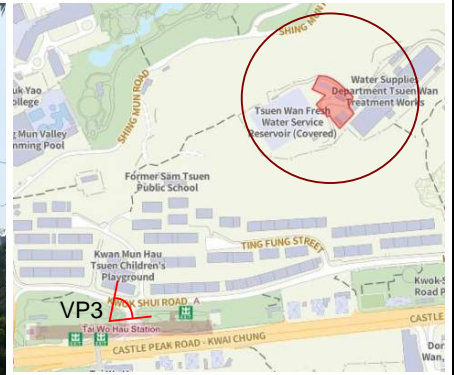 SHING MUN
uk Yao
ollege
SHING MUN ROAD
Mun Valley
mming Pool
Water Supplies
Department Tsuen Wan
Treatment Works
Tsuen Wan Fresh
Water Service
Reservoir (Covered)
Former Sam Tsuen
Public School
TING FUNG STREET
Kwan Mun Hau
Tsuen Children's
Playground
VP3
KWOK SHUI ROAD
A
Tai Wo Hau Station
CASTLE PEAK ROAD - KWAI CHUNG
CASTLE
Kwok-S
Road P
Dor
Wan,